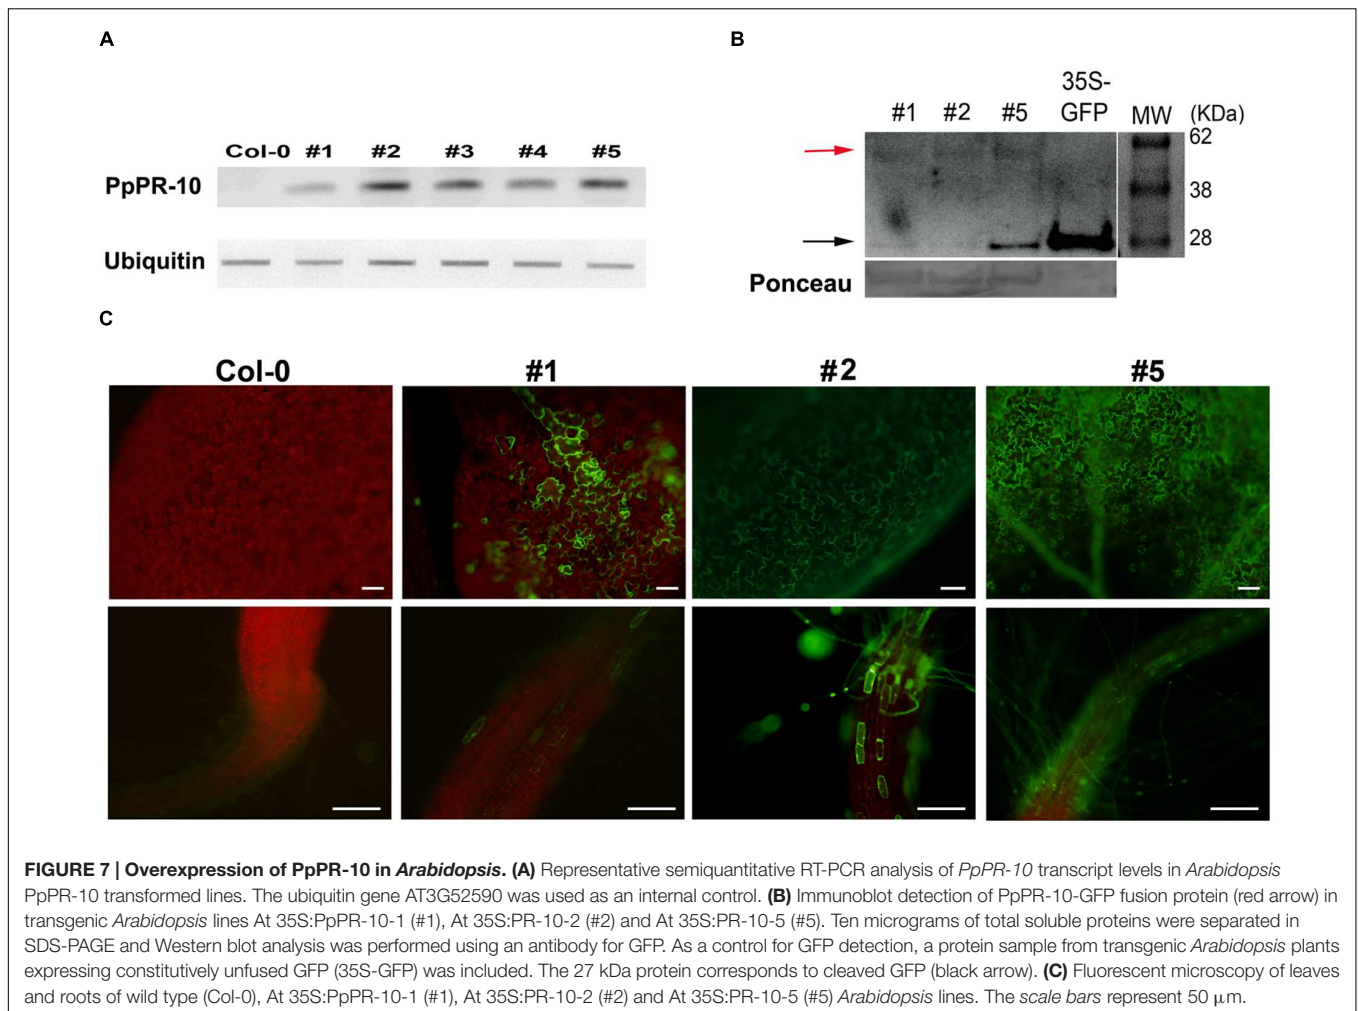 A
Col-0 #1 #2 #3 #4 #5
PpPR-10
Ubiquitin
B
35S-
#1 #2 #5 GFP MW (KDa)
62
38
28
Ponceau
C
Col-0 #1 #2 #5
FIGURE 7 | Overexpression of PpPR-10 in Arabidopsis. (A) Representative semiquantitative RT-PCR analysis of PpPR-10 transcript levels in Arabidopsis
PpPR-10 transformed lines. The ubiquitin gene AT3G52590 was used as an internal control. (B) Immunoblot detection of PpPR-10-GFP fusion protein (red arrow) in
transgenic Arabidopsis lines At 35S:PpPR-10-1 (#1), At 35S:PR-10-2 (#2) and At 35S:PR-10-5 (#5). Ten micrograms of total soluble proteins were separated in
SDS-PAGE and Western blot analysis was performed using an antibody for GFP. As a control for GFP detection, a protein sample from transgenic Arabidopsis plants
expressing constitutively unfused GFP (35S-GFP) was included. The 27 kDa protein corresponds to cleaved GFP (black arrow). (C) Fluorescent microscopy of leaves
and roots of wild type (Col-0), At 35S:PpPR-10-1 (#1), At 35S:PR-10-2 (#2) and At 35S:PR-10-5 (#5) Arabidopsis lines. The scale bars represent 50 μm.